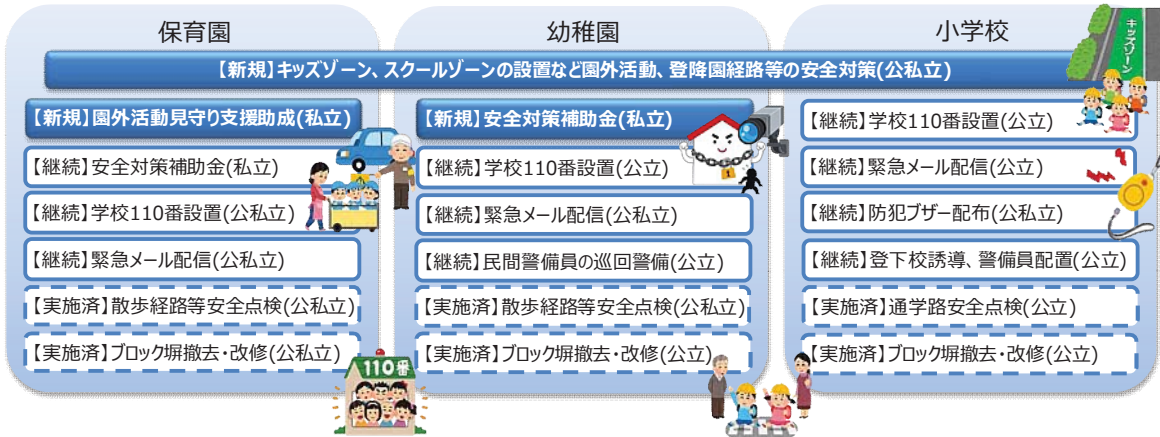 保育園
幼稚園
小学校
キッズゾーン
【新規】キッズゾーン、スクールゾーンの設置など園外活動、登降園経路等の安全対策(公私立)
【新規】園外活動見守り支援助成(私立)
【継続】安全対策補助金(私立)
【継続】学校110番設置(公私立)
【継続】緊急メール配信(公私立)
【実施済】散歩経路等安全点検(公私立)
【実施済】ブロック塀撤去・改修(公私立)
110番
【新規】安全対策補助金(私立)
【継続】学校110番設置(公立)
【継続】緊急メール配信(公私立)
【継続】民間警備員の巡回警備(公立)
【実施済】散歩経路等安全点検(公私立)
【実施済】ブロック塀撤去・改修(公立)
【継続】学校110番設置(公立)
【継続】緊急メール配信(公立)
【継続】防犯ブザー配布(公私立)
【継続】登下校誘導、警備員配置(公立)
【実施済】通学路安全点検(公立)
【実施済】ブロック塀撤去・改修(公立)